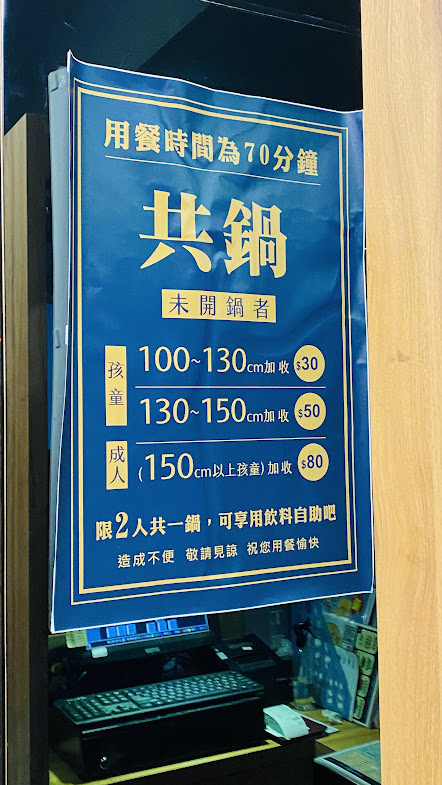 用餐時間為70分鐘
共鍋
未開鍋者
孩童
100~130cm加收 $30
130~150cm加收 $50
成人
(150cm以上孩童)加收 $80
限2人共一鍋，可享用飲料自助吧
造成不便 敬請見諒 祝您用餐愉快